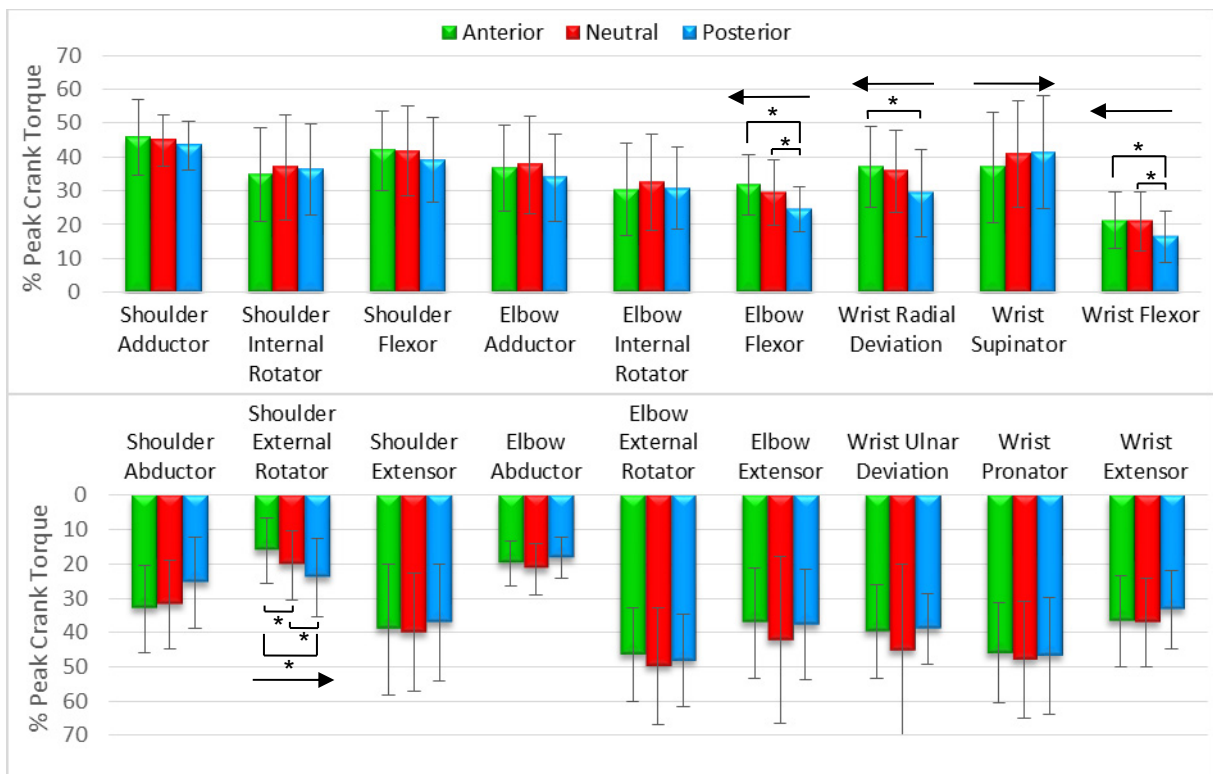 Anterior Neutral Posterior
% Peak Crank Torque
70
60
50
40
30
20
10
0
* * * * *
*
Shoulder Adductor
Shoulder Internal Rotator
Shoulder Flexor
Elbow Adductor
Elbow Internal Rotator
Elbow Flexor
Wrist Radial Deviation
Wrist Supinator
Wrist Flexor
Shoulder Abductor
Shoulder External Rotator
Shoulder Extensor
Elbow Abductor
Elbow External Rotator
Elbow Extensor
Wrist Ulnar Deviation
Wrist Pronator
Wrist Extensor
% Peak Crank Torque
0
10
20
30
40
50
60
70
* *
*